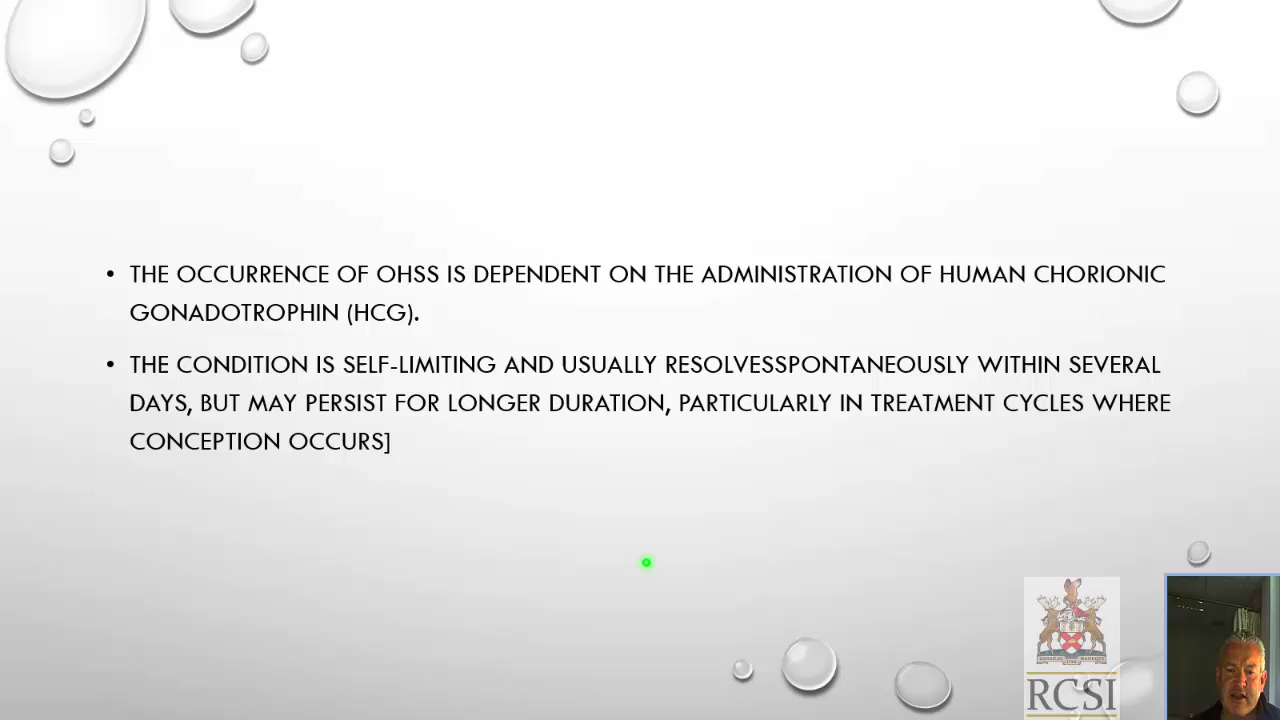 • THE OCCURRENCE OF OHSS IS DEPENDENT ON THE ADMINISTRATION OF HUMAN CHORIONIC
GONADOTROPHIN (HCG).
• THE CONDITION IS SELF-LIMITING AND USUALLY RESOLVESSPONTANEOUSLY WITHIN SEVERAL
DAYS, BUT MAY PERSIST FOR LONGER DURATION, PARTICULARLY IN TREATMENT CYCLES WHERE
CONCEPTION OCCURS]
RCSI